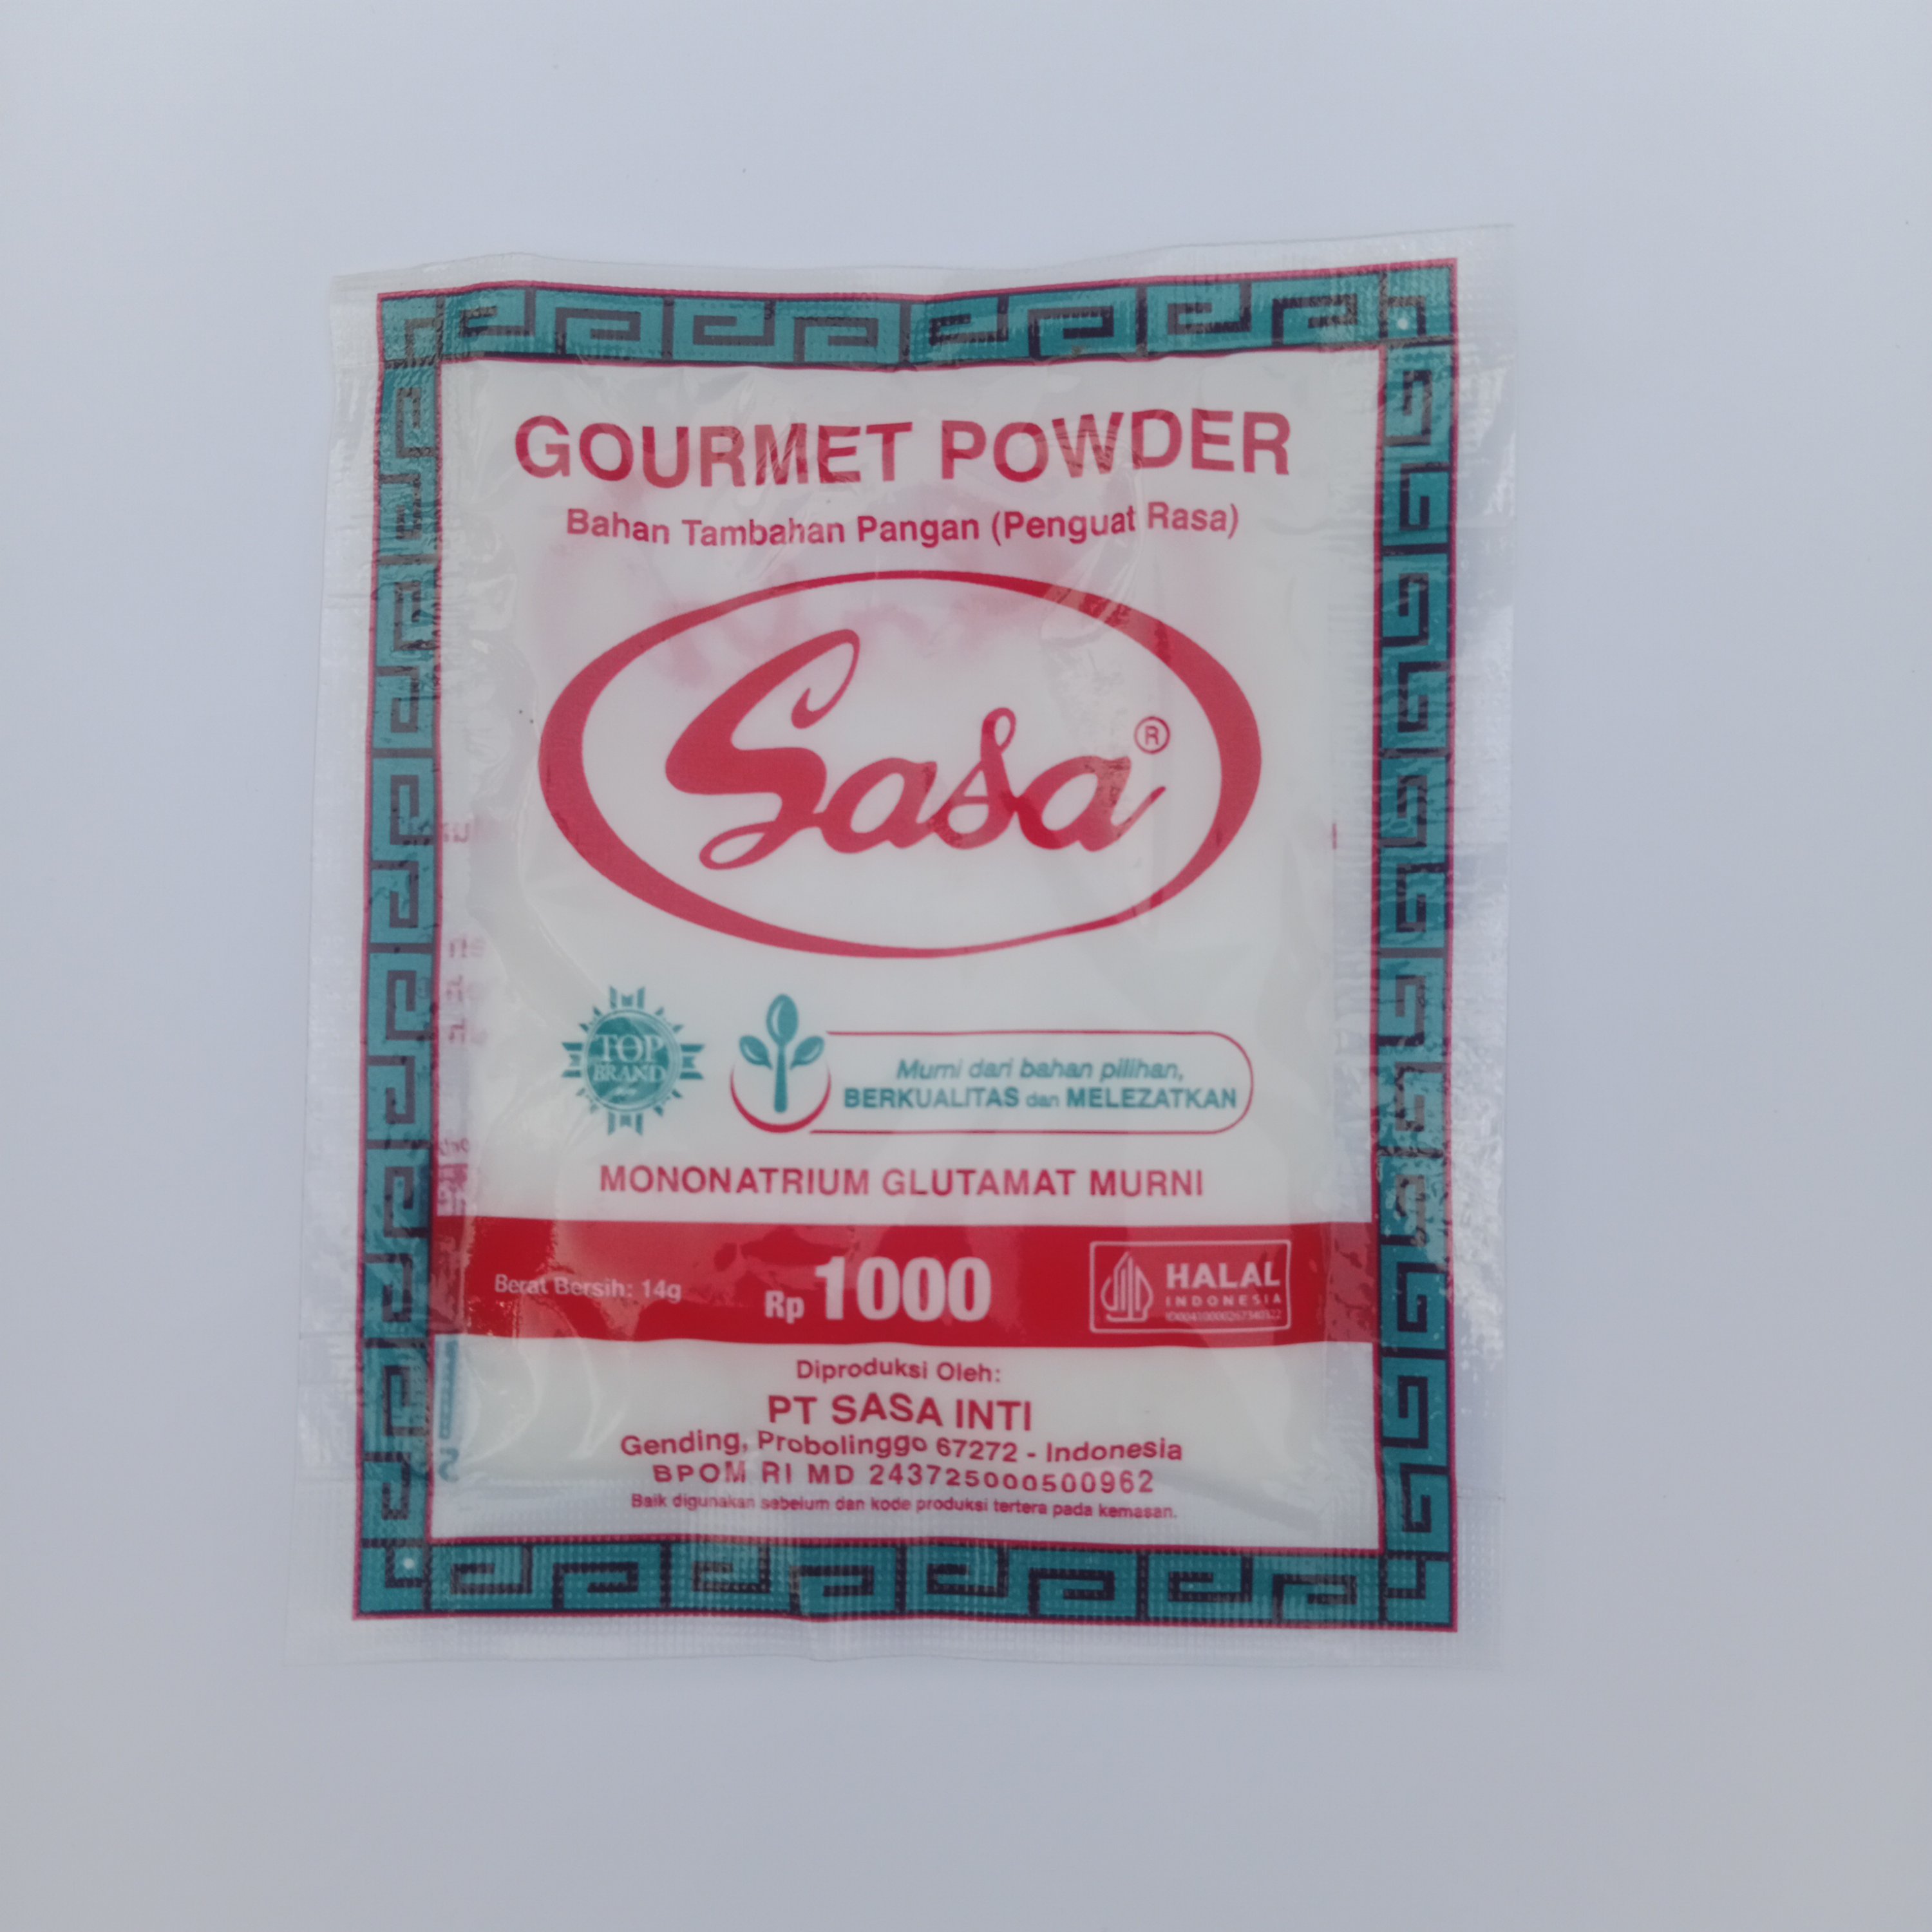 GOURMET POWDER
Bahan Tambahan Pangan (Penguat Rasa)
Sasa®
TOP
BRAND
Murni dari bahan pilihan,
BERKUALITAS dan MELEZATKAN
MONONATRIUM GLUTAMAT MURNI
Berat Bersih: 14g
Rp 1000
HALAL
INDONESIA
Diproduksi Oleh:
PT SASA INTI
Gending, Probolinggo 67272 - Indonesia
BPOM RI MD 243725000500962
Baik digunakan sebelum dan kode produksi tertera pada kemasan.